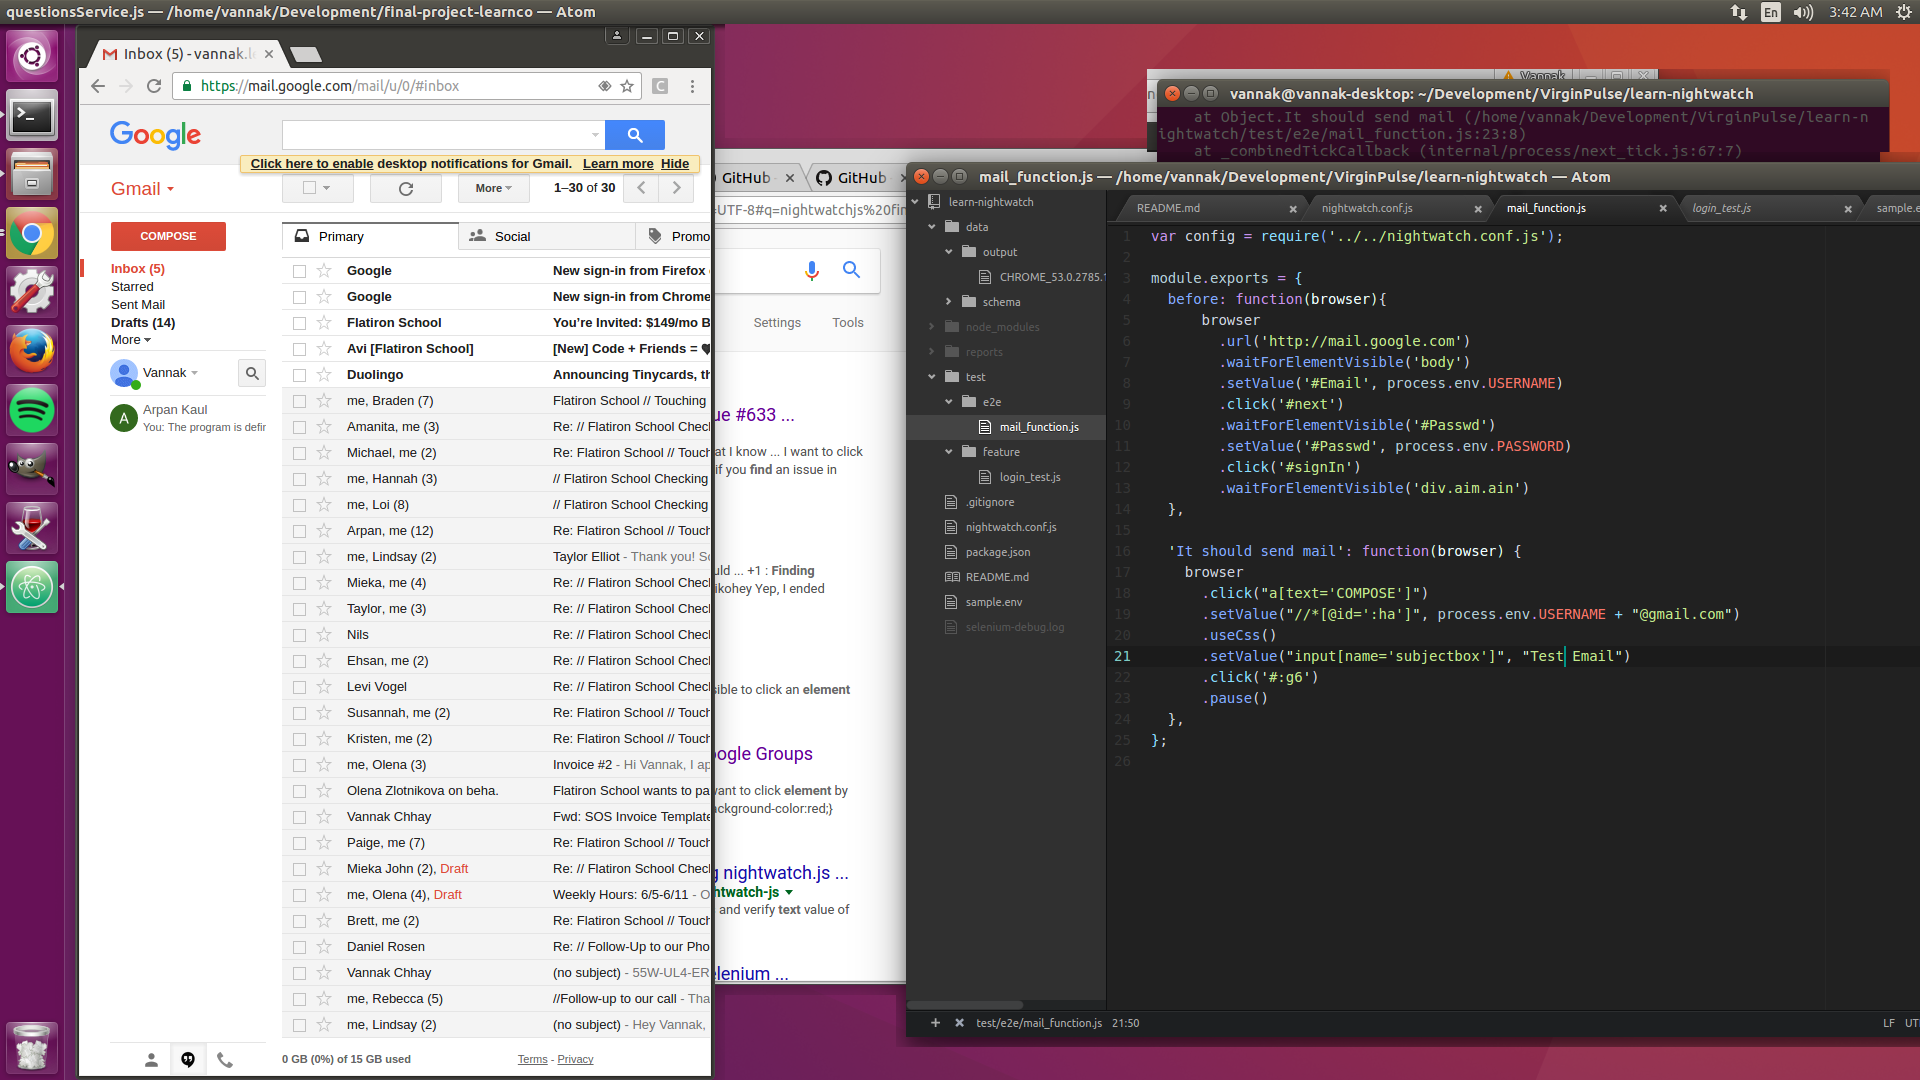 questionsService.js — /home/vannak/Development/final-project-learnco — Atom
En
3:42 AM
Inbox (5) - vannak.l
https://mail.google.com/mail/u/0/#inbox
Google
Click here to enable desktop notifications for Gmail. Learn more Hide
Gmail
More
1–30 of 30
COMPOSE
Primary
Social
Promo
Inbox (5)
Starred
Sent Mail
Drafts (14)
More
Vannak
A
Arpan Kaul
You: The program is defir
Google New sign-in from Firefox
Google New sign-in from Chrome
Flatiron School You're Invited: $149/mo B
Avi [Flatiron School] [New] Code + Friends = ♥
Duolingo Announcing Tinycards, th
me, Braden (7) Flatiron School // Touching
Amanita, me (3) Re: // Flatiron School Chec
Michael, me (2) Re: Flatiron School // Touch
me, Hannah (3) // Flatiron School Checking
me, Loi (8) // Flatiron School Checking
Arpan, me (12) Re: Flatiron School // Touch
me, Lindsay (2) Taylor Elliot - Thank you! So
Mieka, me (4) Re: // Flatiron School Chec
Taylor, me (3) Re: // Flatiron School Chec
Nils Re: // Flatiron School Chec
Ehsan, me (2) Re: // Flatiron School Chec
Levi Vogel Re: // Flatiron School Chec
Susannah, me (2) Re: Flatiron School // Touch
Kristen, me (2) Re: Flatiron School // Touch
me, Olena (3) Invoice #2 - Hi Vannak, I ap
Olena Zlotnikova on beha. Flatiron School wants to pa
Vannak Chhay Fwd: SOS Invoice Template
Paige, me (7) Re: Flatiron School // Touch
Mieka John (2), Draft Re: // Flatiron School Chec
me, Olena (4), Draft Weekly Hours: 6/5-6/11 - O
Brett, me (2) Re: Flatiron School // Touch
Daniel Rosen Re: // Follow-Up to our Pho
Vannak Chhay (no subject) - 55W-UL4-ER
me, Rebecca (5) //Follow-up to our call - Tha
me, Lindsay (2) (no subject) - Hey Vannak,
0 GB (0%) of 15 GB used
Terms - Privacy
GitHub
GitHub
=UTF-8#q=nightwatchjs%20fin
Settings
Tools
ue #633 ...
at I know ... I want to click
if you find an issue in
uld ... +1 : Finding
ikohey Yep, I ended
sible to click an element
ogle Groups
vant to click element by
ackground-color:red;}
g nightwatch.js ...
htwatch-js
and verify text value of
elenium ...
Vannak
vannak@vannak-desktop: ~/Development/VirginPulse/learn-nightwatch
at Object.It should send mail (/home/vannak/Development/VirginPulse/learn-n
ightwatch/test/e2e/mail_function.js:23:8)
at _combinedTickCallback (internal/process/next_tick.js:67:7)
mail_function.js — /home/vannak/Development/VirginPulse/learn-nightwatch — Atom
learn-nightwatch
data
output
CHROME_53.0.2785.1
schema
node_modules
reports
test
e2e
mail_function.js
feature
login_test.js
.gitignore
nightwatch.conf.js
package.json
README.md
sample.env
selenium-debug.log
README.md
nightwatch.conf.js
mail_function.js
login_test.js
sample.e
1 var config = require('../../nightwatch.conf.js');
2
3 module.exports = {
4 before: function(browser){
5 browser
6 .url('http://mail.google.com')
7 .waitForElementVisible('body')
8 .setValue('#Email', process.env.USERNAME)
9 .click('#next')
10 .waitForElementVisible('#Passwd')
11 .setValue('#Passwd', process.env.PASSWORD)
12 .click('#signIn')
13 .waitForElementVisible('div.aim.ain')
14 },
15
16 'It should send mail': function(browser) {
17 browser
18 .click("a[text='COMPOSE']")
19 .setValue("//*[@id=':ha']", process.env.USERNAME + "@gmail.com")
20 .useCss()
21 .setValue("input[name='subjectbox']", "Test Email")
22 .click('#:g6')
23 .pause()
24 },
25 };
26
test/e2e/mail_function.js 21:50
LF
UT